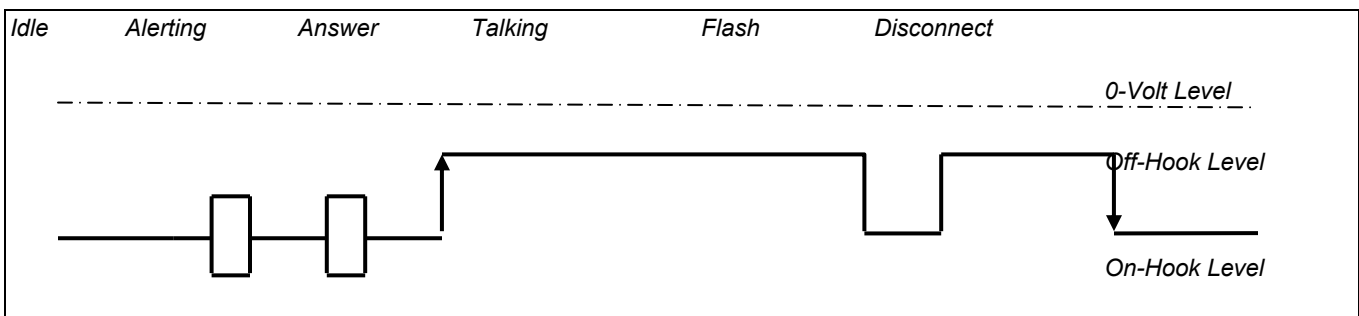 Idle Alerting Answer Talking Flash Disconnect
0-Volt Level
Off-Hook Level
On-Hook Level